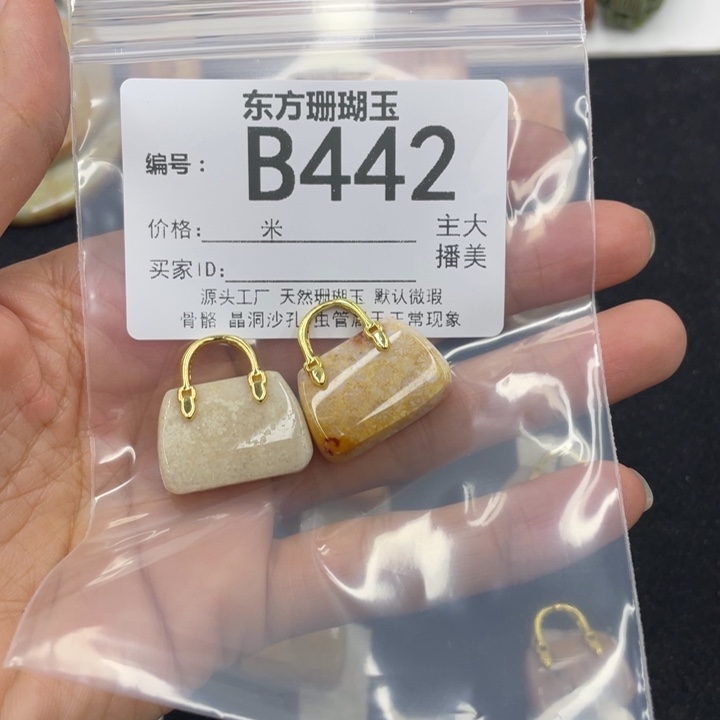 东方珊瑚玉
编号: B442
价格: 米
买家ID:
主大
播美
源头工厂 天然珊瑚玉 默认微瑕
骨骼 晶洞沙孔 虫管属于正常现象